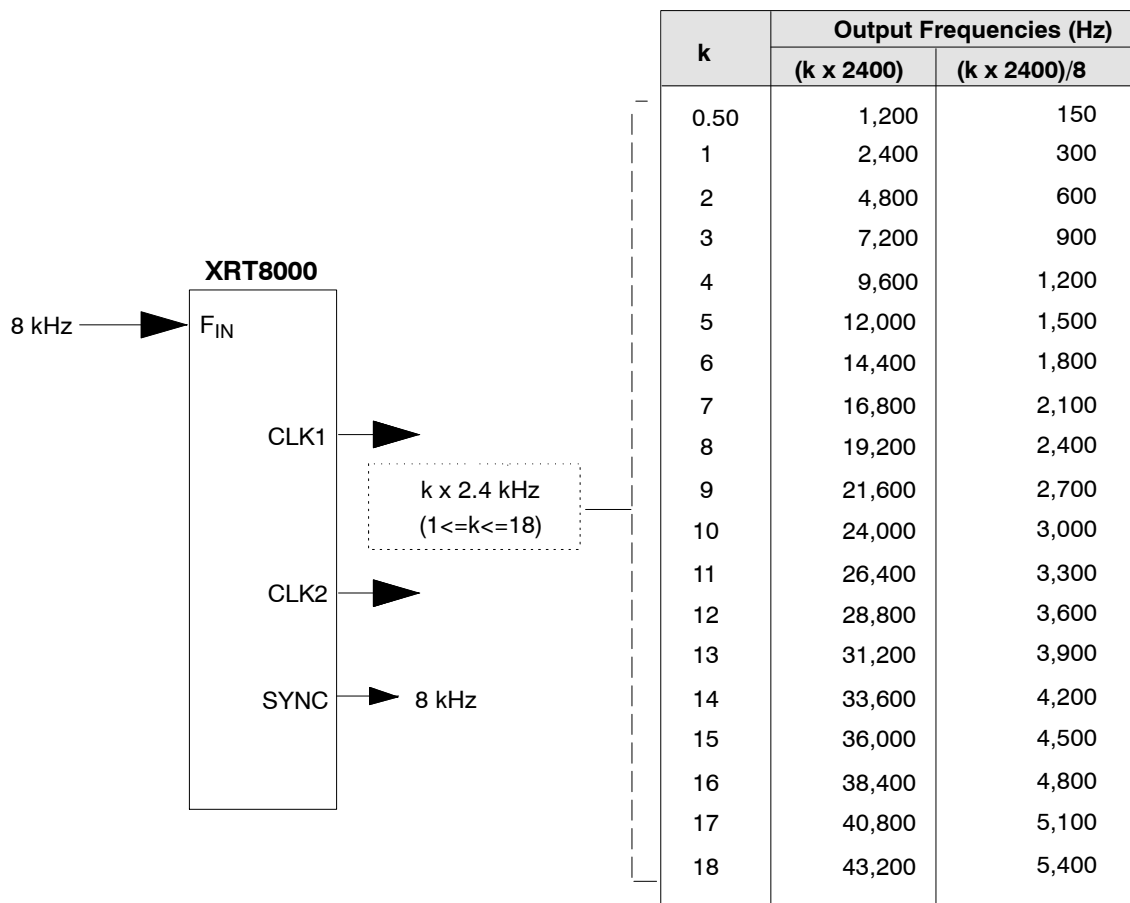 XRT8000
8 kHz
FIN
CLK1
k x 2.4 kHz
(1<=k<=18)
CLK2
SYNC
8 kHz
k Output Frequencies (Hz)
(k x 2400) (k x 2400)/8
0.50 1,200 150
1 2,400 300
2 4,800 600
3 7,200 900
4 9,600 1,200
5 12,000 1,500
6 14,400 1,800
7 16,800 2,100
8 19,200 2,400
9 21,600 2,700
10 24,000 3,000
11 26,400 3,300
12 28,800 3,600
13 31,200 3,900
14 33,600 4,200
15 36,000 4,500
16 38,400 4,800
17 40,800 5,100
18 43,200 5,400